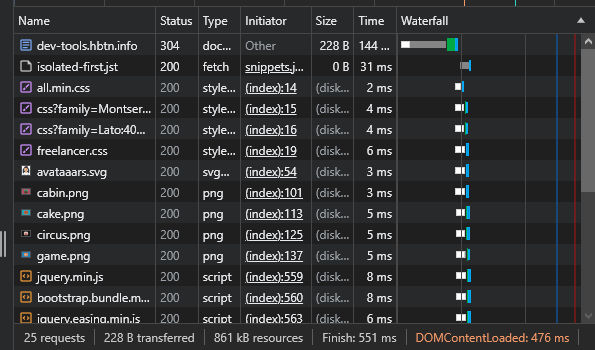 Name Status Type Initiator Size Time Waterfall
dev-tools.hbtn.info 304 doc... Other 228 B 144 ...
isolated-first.jst 200 fetch snippets.j... 0 B 31 ms
all.min.css 200 style... (index):14 (disk... 2 ms
css?family=Montser... 200 style... (index):15 (disk... 4 ms
css?family=Lato:40... 200 style... (index):16 (disk... 4 ms
freelancer.css 200 style... (index):19 (disk... 6 ms
avataaars.svg 200 svg... (index):54 (disk... 3 ms
cabin.png 200 png (index):101 (disk... 3 ms
cake.png 200 png (index):113 (disk... 5 ms
circus.png 200 png (index):125 (disk... 5 ms
game.png 200 png (index):137 (disk... 5 ms
jquery.min.js 200 script (index):559 (disk... 8 ms
bootstrap.bundle.m... 200 script (index):560 (disk... 8 ms
jquery.easing.min.js 200 script (index):563 (disk... 6 ms
25 requests 228 B transferred 861 kB resources Finish: 551 ms DOMContentLoaded: 476 ms